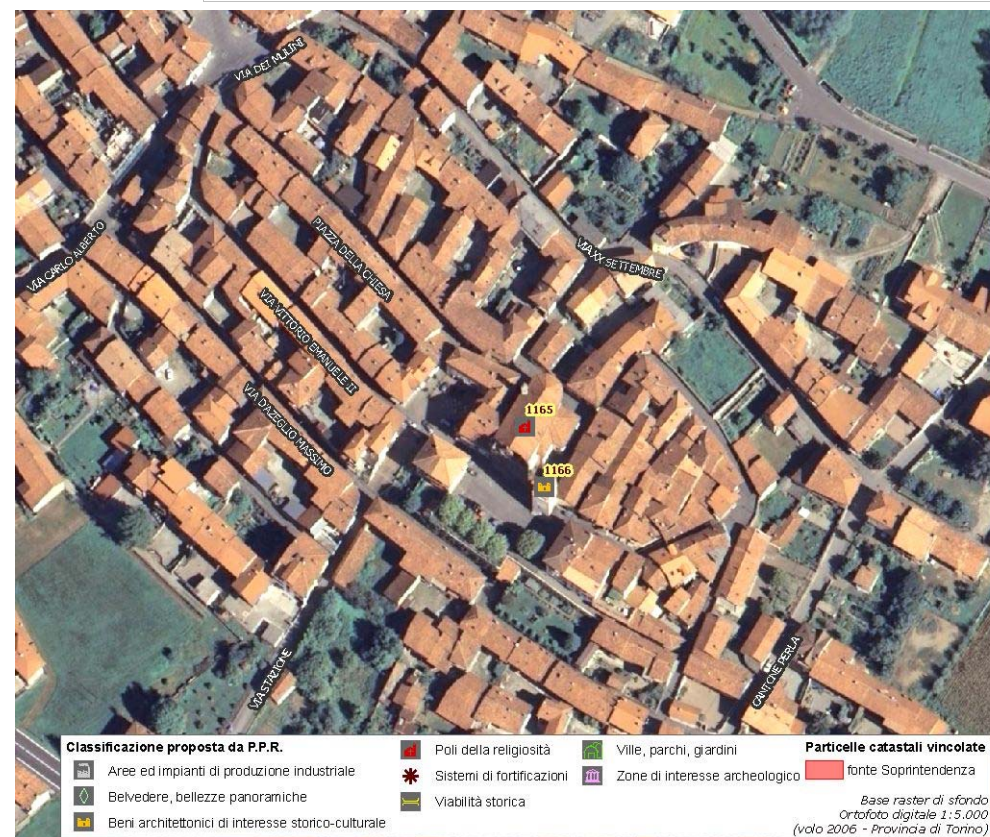 VIA DEI MULINI
PIAZZA DELLA CHIESA
VIA XX SETTEMBRE
VIA CARLO ALBERTO
VIA VITTORIO EMANUELE II
VIA D'AZEGLIO MASSIMO
1165
1166
VIA STAZIONE
CANTONE PERLA
Classificazione proposta da P.P.R.
Aree ed impianti di produzione industriale
Belvedere, bellezze panoramiche
Beni architettonici di interesse storico-culturale
Poli della religiosità
Sistemi di fortificazioni
Viabilità storica
Ville, parchi, giardini
Zone di interesse archeologico
Particelle catastali vincolate
fonte Soprintendenza
Base raster di sfondo
Ortofoto digitale 1:5.000
(volo 2006 - Provincia di Torino)